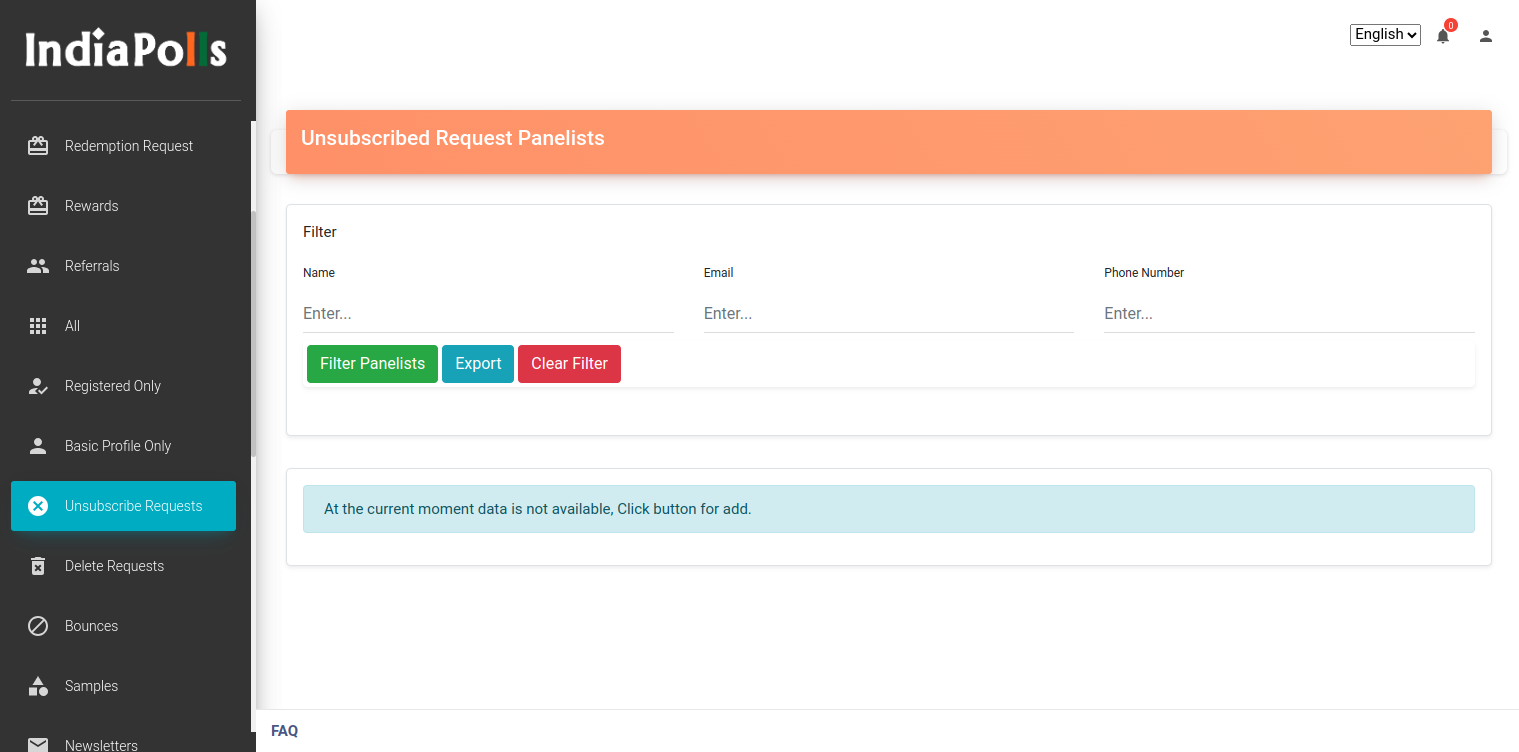 IndiaPolls
Redemption Request
Rewards
Referrals
All
Registered Only
Basic Profile Only
Unsubscribe Requests
Delete Requests
Bounces
Samples
Newsletters
English
0
Unsubscribed Request Panelists
Filter
Name Email Phone Number
Enter... Enter... Enter...
Filter Panelists Export Clear Filter
At the current moment data is not available, Click button for add.
FAQ